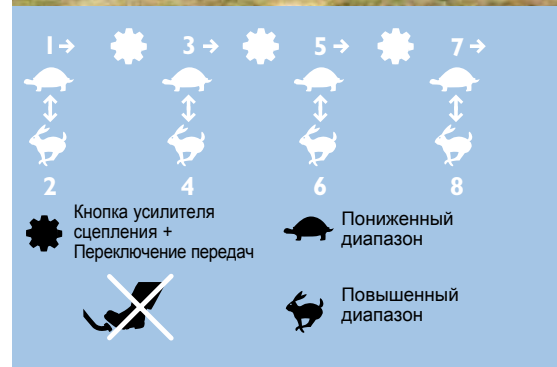 1 → 3 → 5 → 7 →
2 4 6 8
Кнопка усилителя
сцепления +
Переключение передач
Пониженный
диапазон
Повышенный
диапазон